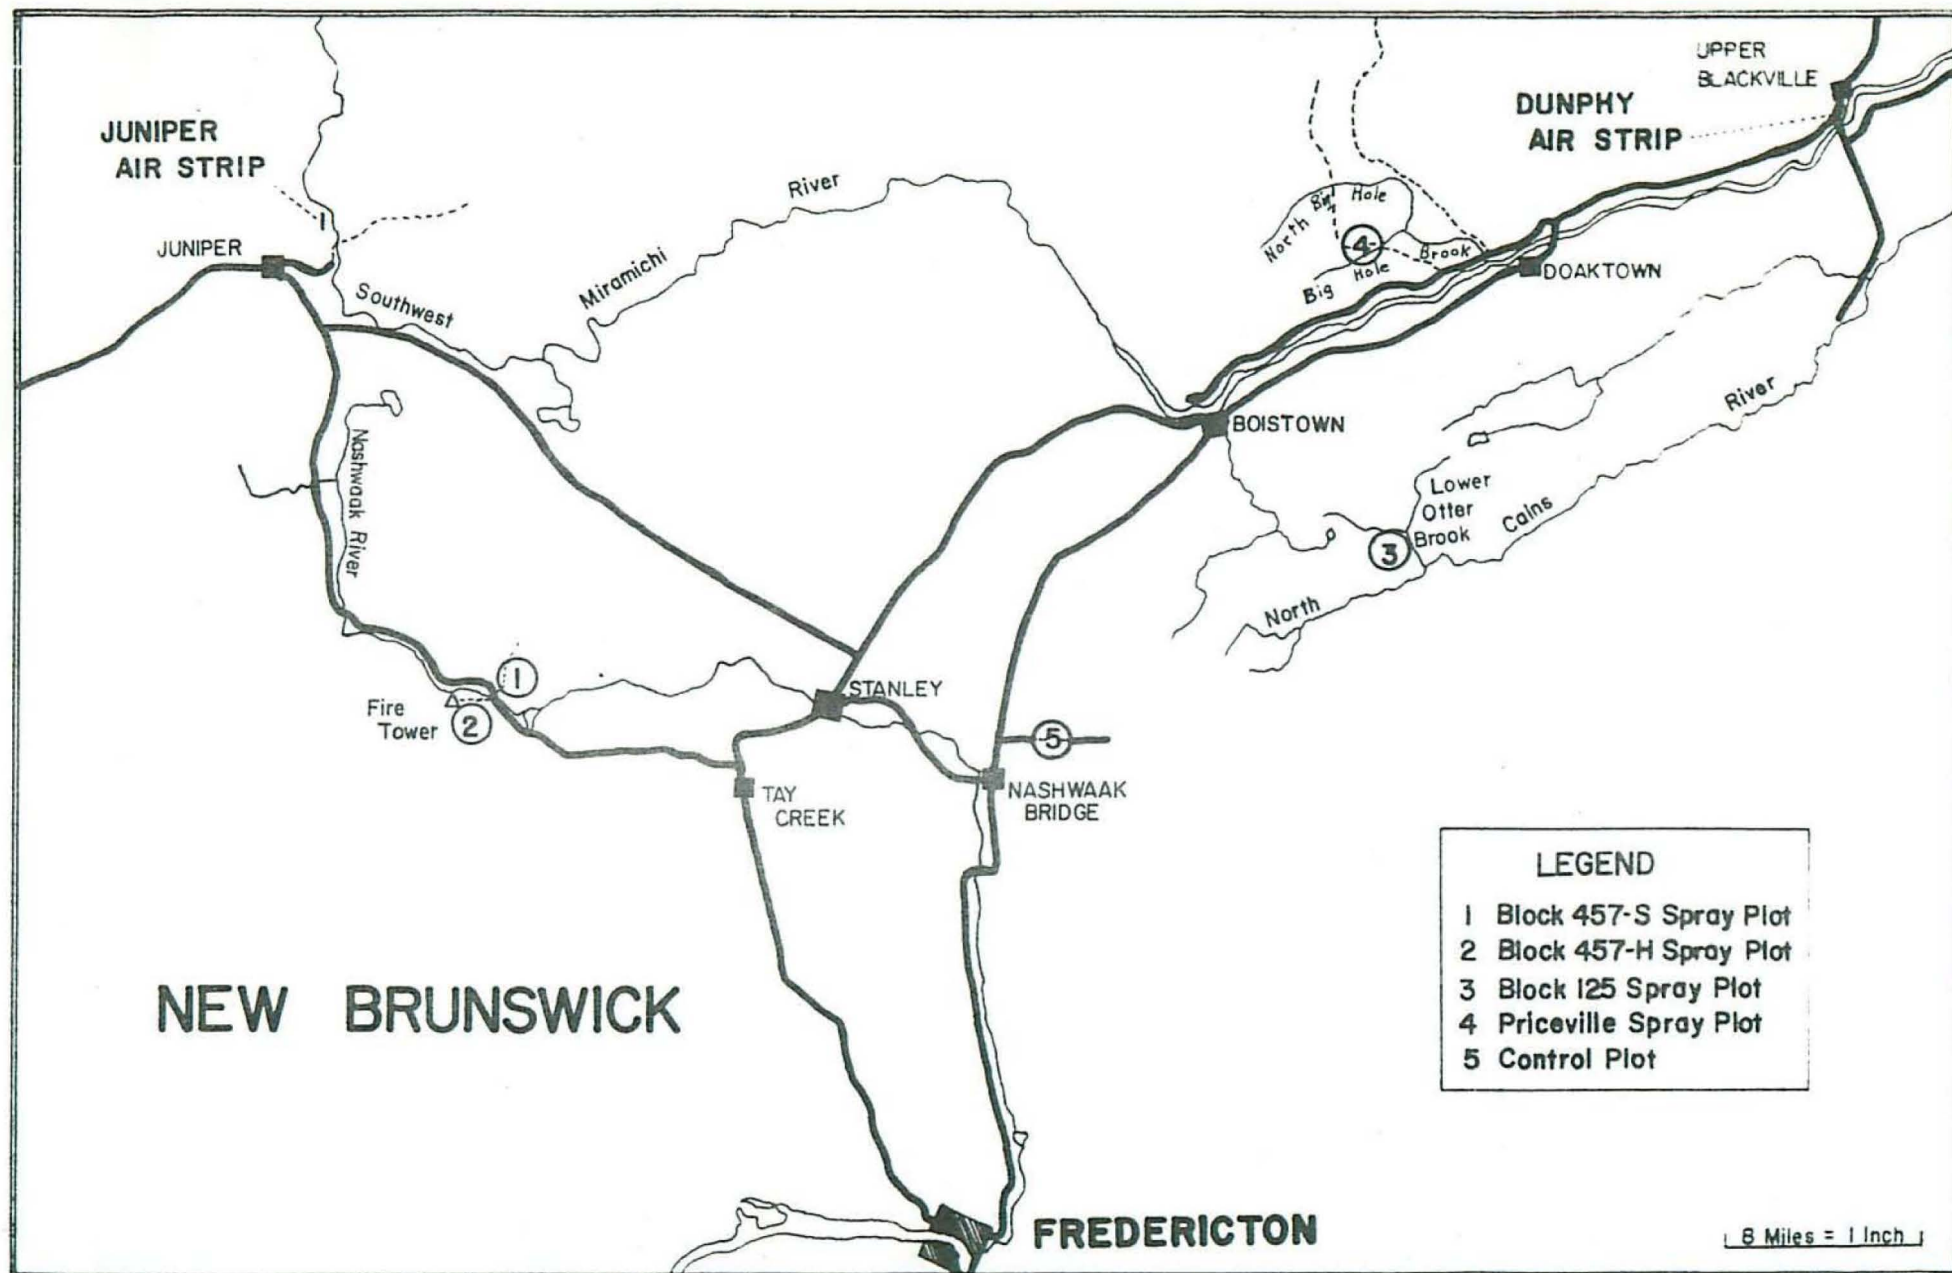 UPPER
BLACKVILLE
DUNPHY
AIR STRIP
JUNIPER
AIR STRIP
JUNIPER
Southwest
Miramichi
River
North Big Hole
Brook
4
Big Hole
DOAKTOWN
BOISTOWN
River
Cains
North
Lower
Otter
Brook
3
Nashwaak River
1
Fire
Tower
2
STANLEY
5
NASHWAAK
BRIDGE
TAY
CREEK
NEW BRUNSWICK
FREDERICTON
LEGEND
1 Block 457-S Spray Plot
2 Block 457-H Spray Plot
3 Block 125 Spray Plot
4 Priceville Spray Plot
5 Control Plot
8 Miles = 1 Inch